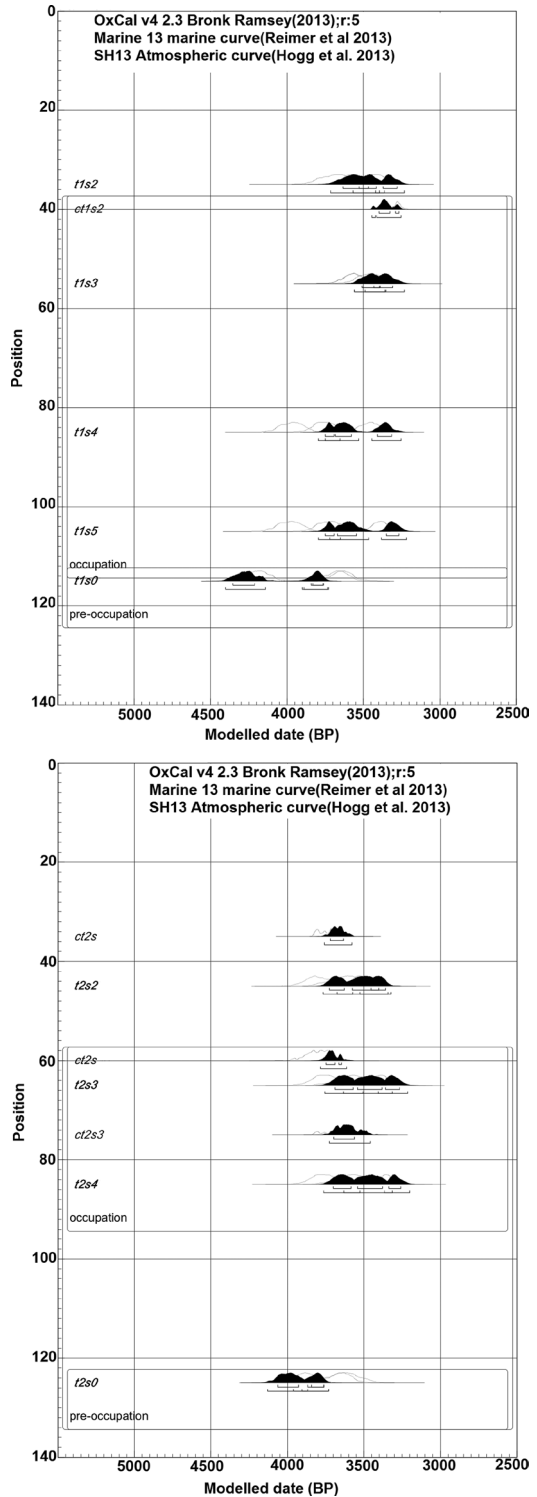 OxCal v4 2.3 Bronk Ramsey(2013);r:5
Marine 13 marine curve(Reimer et al 2013)
SH13 Atmospheric curve(Hogg et al. 2013)
0
20
t1s2
40
ct1s2
t1s3
60
Position
80
t1s4
100
t1s5
occupation
t1s0
120
pre-occupation
140
5000 4500 4000 3500 3000 2500
Modelled date (BP)
OxCal v4 2.3 Bronk Ramsey(2013);r:5
Marine 13 marine curve(Reimer et al 2013)
SH13 Atmospheric curve(Hogg et al. 2013)
0
20
ct2s
40
t2s2
60
ct2s
t2s3
Position
ct2s3
80
t2s4
occupation
100
120
t2s0
pre-occupation
140
5000 4500 4000 3500 3000 2500
Modelled date (BP)